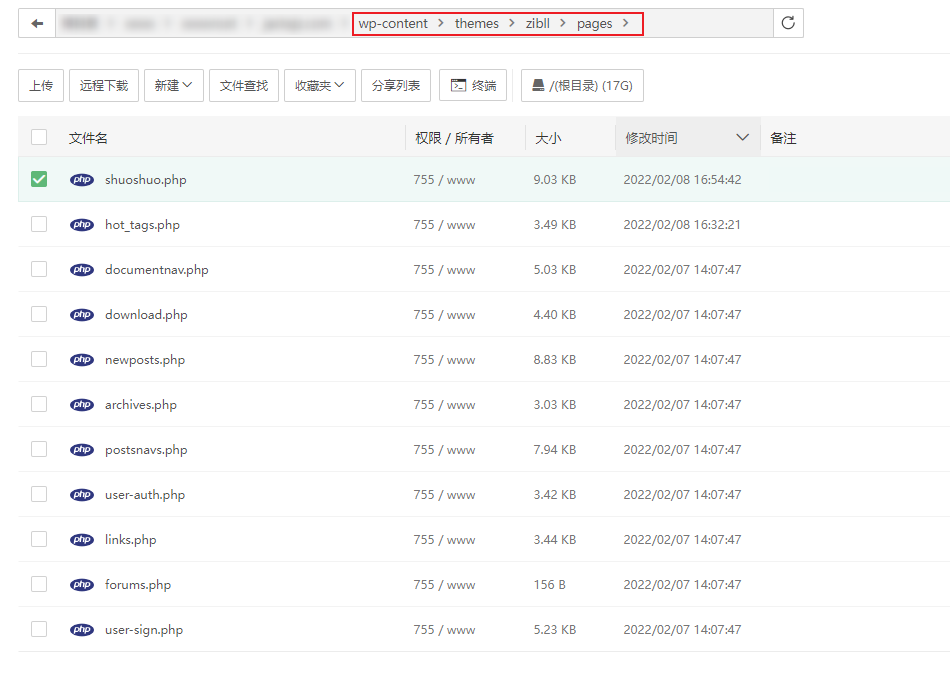 wp-content > themes > zibll > pages >
上传 远程下载 新建 文件查找 收藏夹 分享列表 终端 /(根目录) (17G)
文件名 权限 / 所有者 大小 修改时间 备注
php shuoshuo.php 755 / www 9.03 KB 2022/02/08 16:54:42
php hot_tags.php 755 / www 3.49 KB 2022/02/08 16:32:21
php documentnav.php 755 / www 5.03 KB 2022/02/07 14:07:47
php download.php 755 / www 4.40 KB 2022/02/07 14:07:47
php newposts.php 755 / www 8.83 KB 2022/02/07 14:07:47
php archives.php 755 / www 3.03 KB 2022/02/07 14:07:47
php postsnavs.php 755 / www 7.94 KB 2022/02/07 14:07:47
php user-auth.php 755 / www 3.42 KB 2022/02/07 14:07:47
php links.php 755 / www 3.44 KB 2022/02/07 14:07:47
php forums.php 755 / www 156 B 2022/02/07 14:07:47
php user-sign.php 755 / www 5.23 KB 2022/02/07 14:07:47